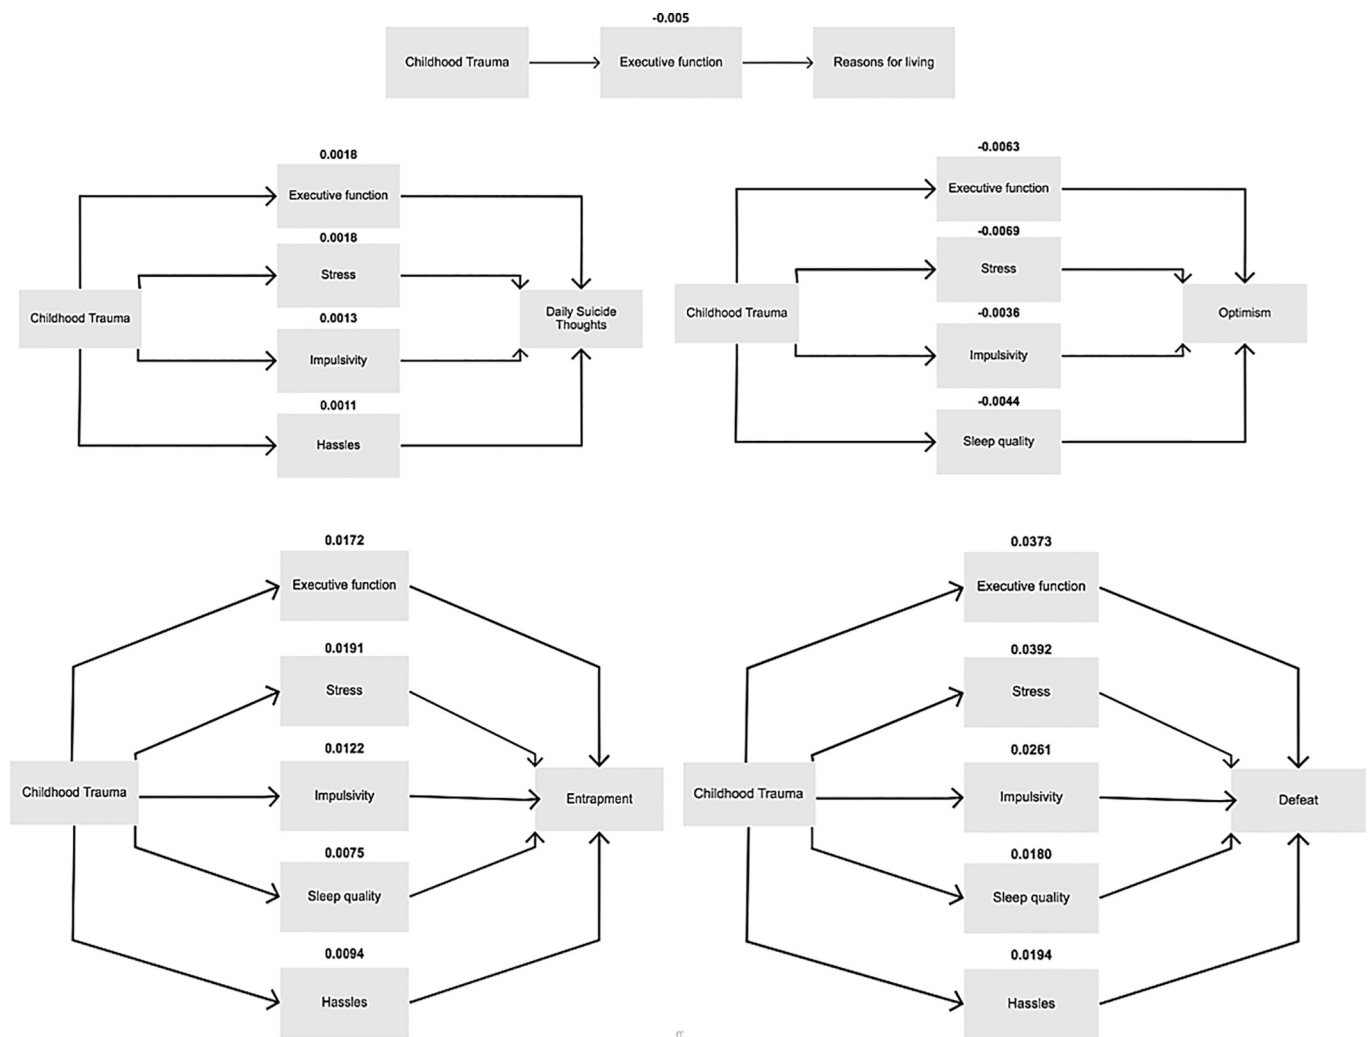 -0.005
Childhood Trauma
Executive function
Reasons for living
0.0018
Executive function
0.0018
Stress
Childhood Trauma
0.0013
Impulsivity
0.0011
Hassles
Daily Suicide
Thoughts
-0.0063
Executive function
-0.0069
Stress
Childhood Trauma
-0.0036
Impulsivity
-0.0044
Sleep quality
Optimism
0.0172
Executive function
0.0191
Stress
0.0122
Childhood Trauma
Impulsivity
0.0075
Sleep quality
0.0094
Hassles
Entrapment
0.0373
Executive function
0.0392
Stress
0.0261
Childhood Trauma
Impulsivity
0.0180
Sleep quality
0.0194
Hassles
Defeat